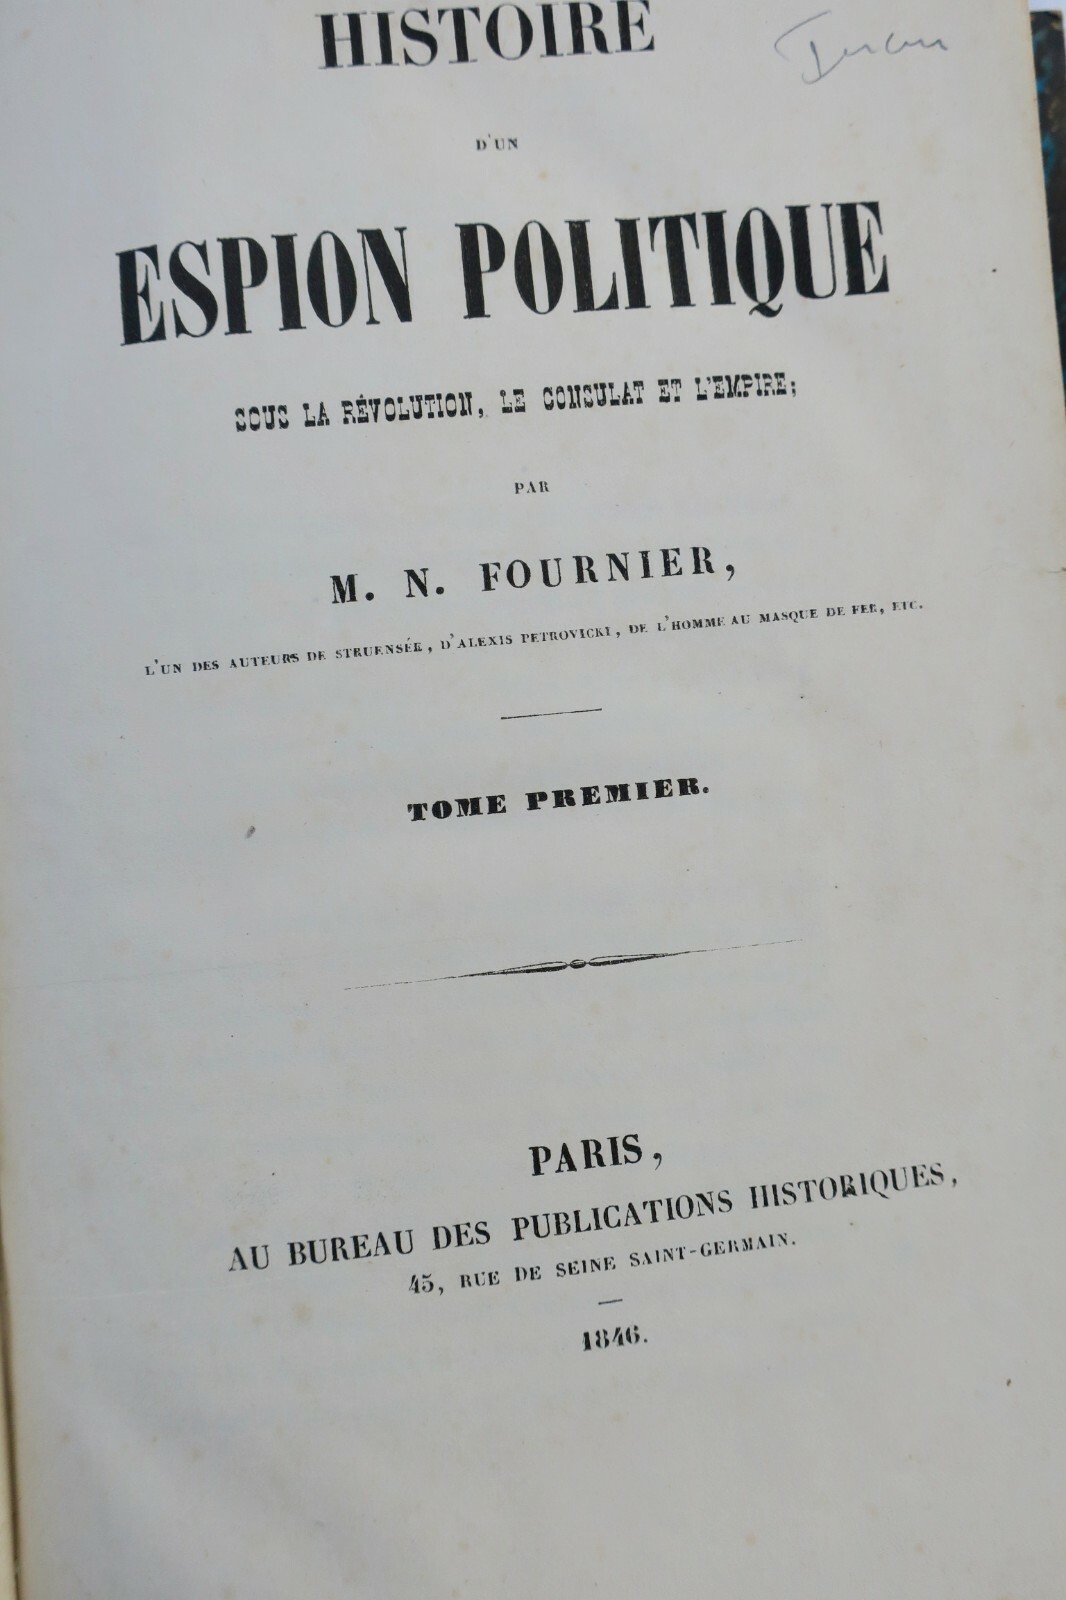 HISTOIRE
D'UN
ESPION POLITIQUE
SOUS LA RÉVOLUTION, LE CONSULAT ET L'EMPIRE;
PAR
M. N. FOURNIER,
L'UN DES AUTEURS DE STRUENSÉE, D'ALEXIS PETROVICKI, DE L'HOMME AU MASQUE DE FER, ETC.
TOME PREMIER.
PARIS,
AU BUREAU DES PUBLICATIONS HISTORIQUES,
45, RUE DE SEINE SAINT-GERMAIN.
1846.